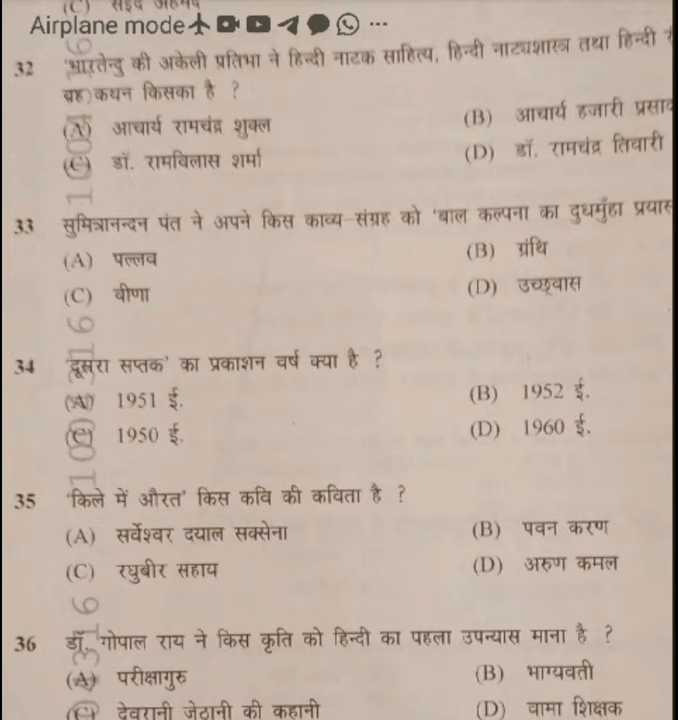 (C) सईद अहमद
Airplane mode
32 'भारतेन्दु की अकेली प्रतिभा ने हिन्दी नाटक साहित्य, हिन्दी नाट्यशास्त्र तथा हिन्दी
यह कथन किसका है ?
(A) आचार्य रामचंद्र शुक्ल (B) आचार्य हजारी प्रसाद
(C) डॉ. रामविलास शर्मा (D) डॉ. रामचंद्र तिवारी
33 सुमित्रानन्दन पंत ने अपने किस काव्य-संग्रह को 'बाल कल्पना का दुधमुँहा प्रयास
(A) पल्लव (B) ग्रंथि
(C) वीणा (D) उच्छ्वास
34 'दूसरा सप्तक' का प्रकाशन वर्ष क्या है ?
(A) 1951 ई. (B) 1952 ई.
(C) 1950 ई. (D) 1960 ई.
35 'किले में औरत' किस कवि की कविता है ?
(A) सर्वेश्वर दयाल सक्सेना (B) पवन करण
(C) रघुबीर सहाय (D) अरुण कमल
36 डॉ. गोपाल राय ने किस कृति को हिन्दी का पहला उपन्यास माना है ?
(A) परीक्षागुरु (B) भाग्यवती
(C) देवरानी जेठानी की कहानी (D) वामा शिक्षक